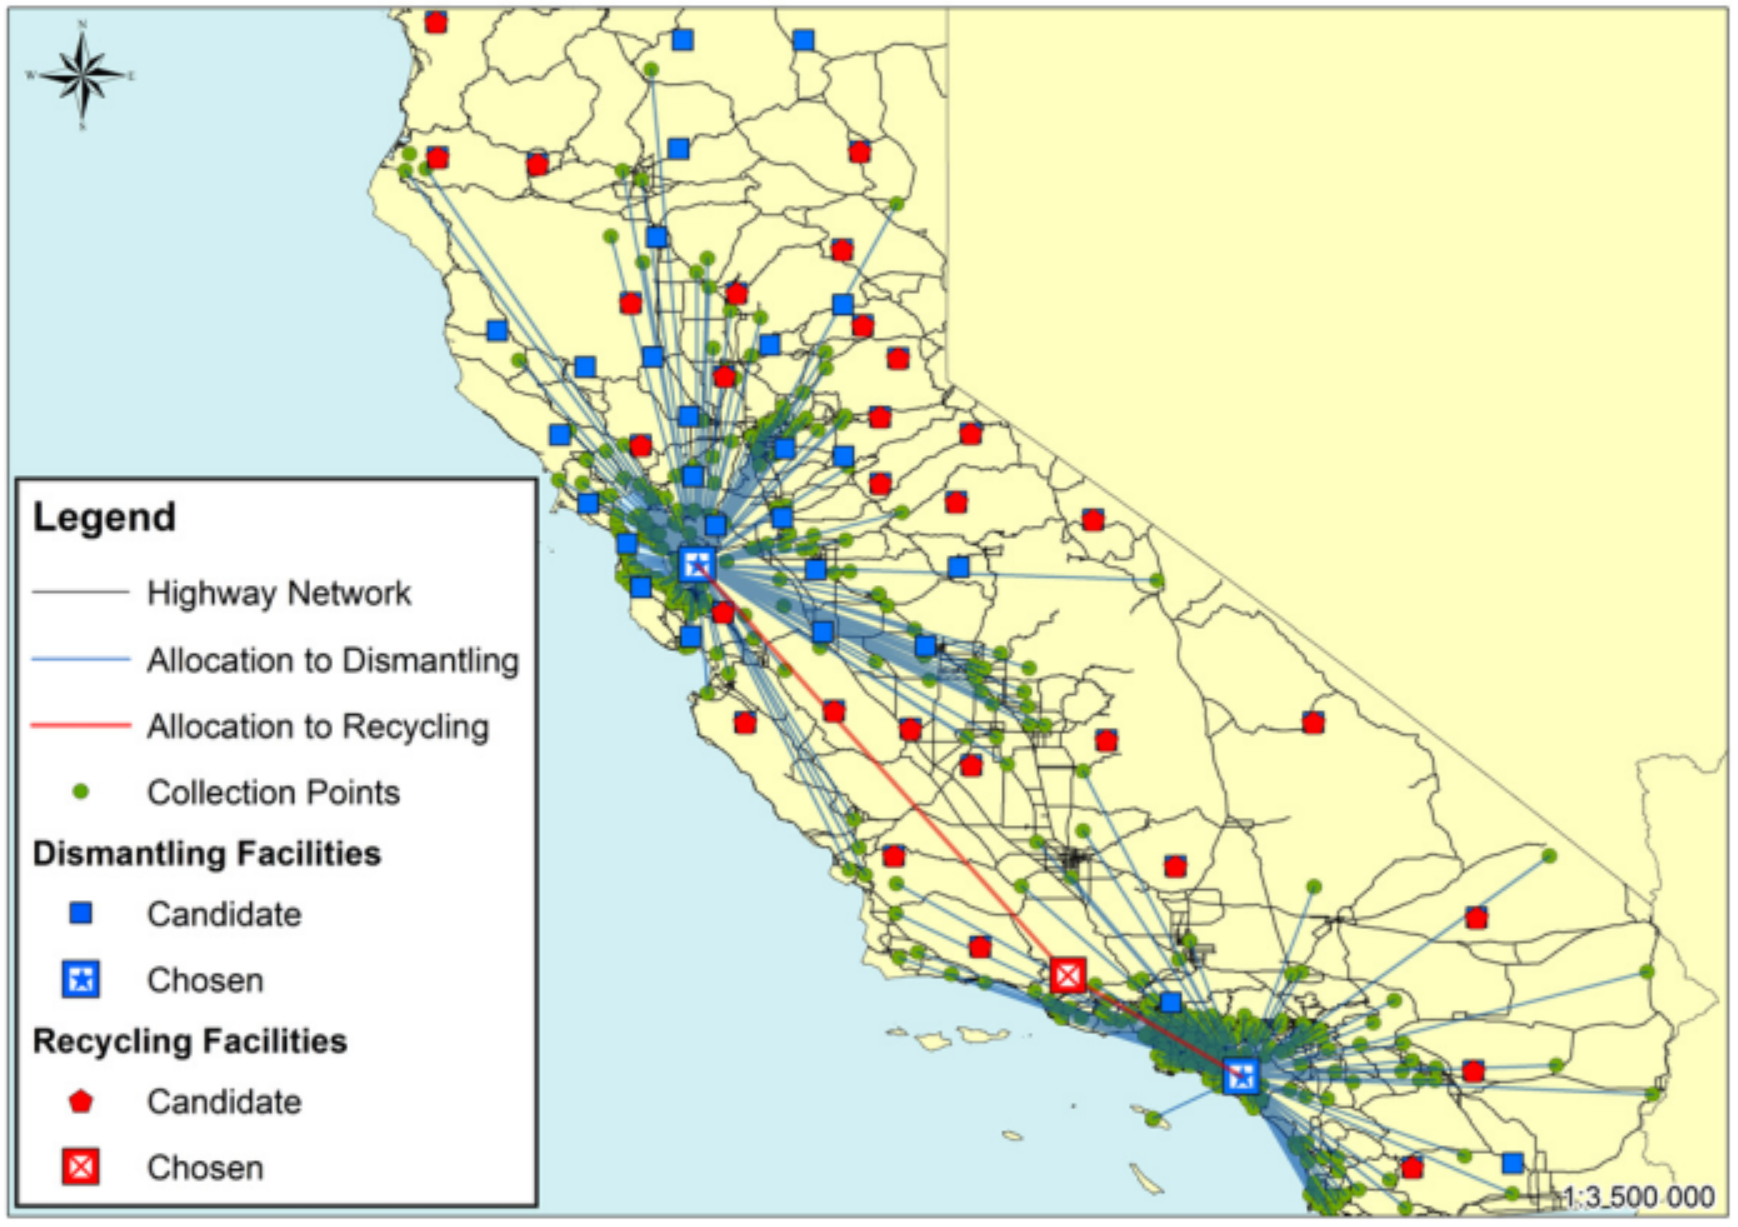 N
W E
S
Legend
Highway Network
Allocation to Dismantling
Allocation to Recycling
Collection Points
Dismantling Facilities
Candidate
Chosen
Recycling Facilities
Candidate
Chosen
1:3 500 000